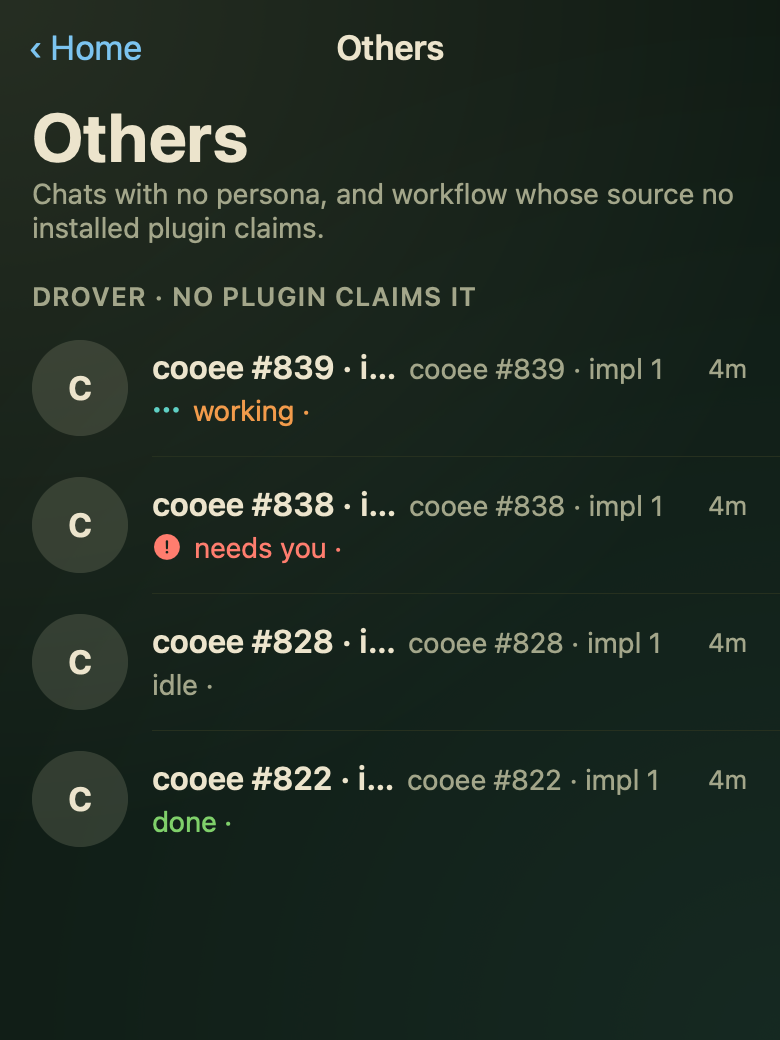 ‹ Home
Others
Others
Chats with no persona, and workflow whose source no
installed plugin claims.
DROVER · NO PLUGIN CLAIMS IT
C
cooee #839 · i... cooee #839 · impl 1 4m
••• working ·
C
cooee #838 · i... cooee #838 · impl 1 4m
! needs you ·
C
cooee #828 · i... cooee #828 · impl 1 4m
idle ·
C
cooee #822 · i... cooee #822 · impl 1 4m
done ·